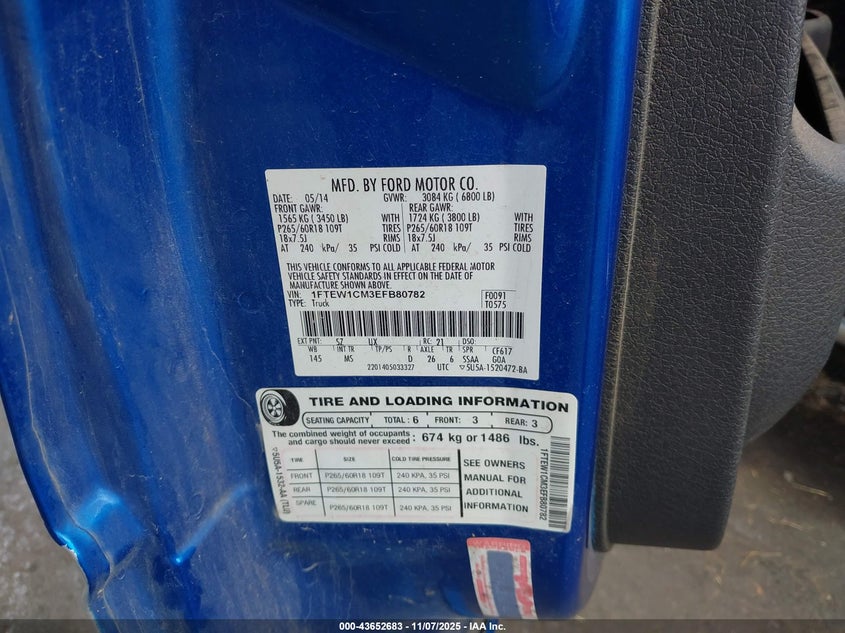 MFD. BY FORD MOTOR CO.
DATE: 05/14 GVWR: 3084 KG ( 6800 LB)
FRONT GAWR: REAR GAWR:
1565 KG ( 3450 LB) WITH 1724 KG ( 3800 LB) WITH
P265/60R18 109T TIRES P265/60R18 109T TIRES
18x7.5J RIMS 18x7.5J RIMS
AT 240 kPa/ 35 PSI COLD AT 240 kPa/ 35 PSI COLD
THIS VEHICLE CONFORMS TO ALL APPLICABLE FEDERAL MOTOR
VEHICLE SAFETY STANDARDS IN EFFECT ON THE DATE OF
MANUFACTURE SHOWN ABOVE.
VIN: 1FTEW1CM3EFB80782 F0091
TYPE: Truck T0575
EXT PNT: SZ UX RC: 21 DSO:
WB INT TR TP/PS R AXLE TR SPR CF617
145 MS D 26 6 SSAA GOA
2201405033327 UTC ▽5U5A-1520472-BA
TIRE AND LOADING INFORMATION
SEATING CAPACITY TOTAL: 6 FRONT: 3 REAR: 3
The combined weight of occupants
and cargo should never exceed : 674 kg or 1486 lbs.
TIRE SIZE COLD TIRE PRESSURE
FRONT P265/60R18 109T 240 KPA, 35 PSI
REAR P265/60R18 109T 240 KPA, 35 PSI
SPARE P265/60R18 109T 240 KPA, 35 PSI
SEE OWNERS
MANUAL FOR
ADDITIONAL
INFORMATION
▽5U5A-1532-AA (TLU)
1FTEW1CM3EFB80782
000-43652683 | 11/07/2025 - IAA Inc.